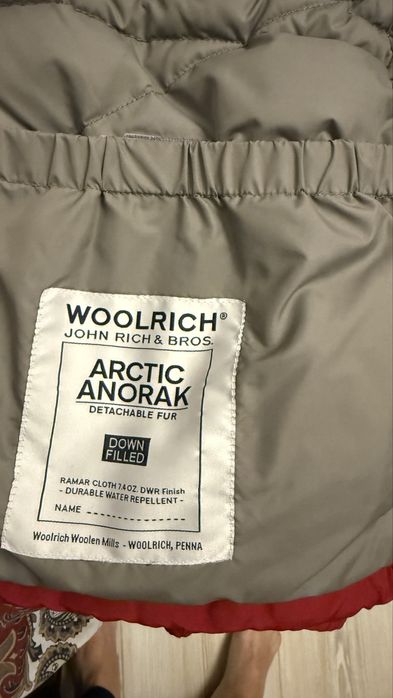 WOOLRICH®
JOHN RICH & BROS.
ARCTIC
ANORAK
DETACHABLE FUR
DOWN
FILLED
RAMAR CLOTH 7.4 OZ. DWR Finish
- DURABLE WATER REPELLENT -
NAME
Woolrich Woolen Mills - WOOLRICH, PENNA